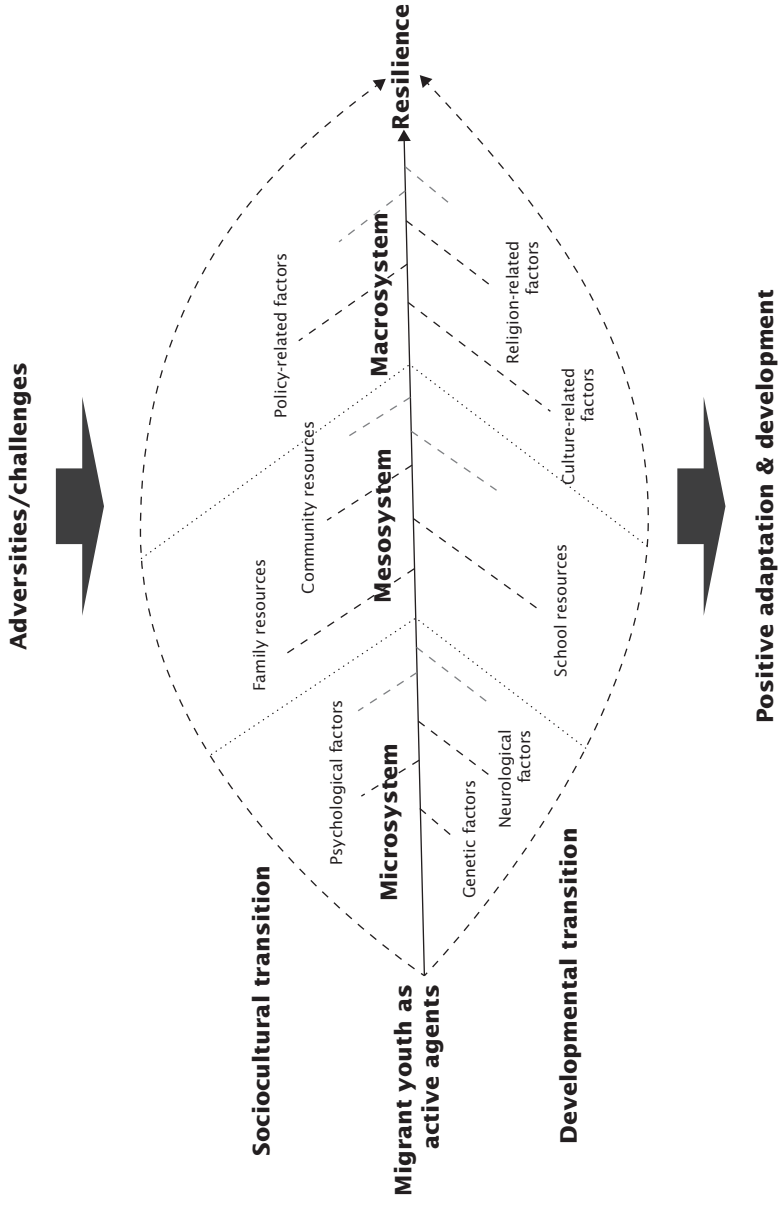 Adversities/challenges
Sociocultural transition
Policy-related factors
Family resources
Community resources
Psychological factors
Microsystem
Mesosystem
Macrosystem
Migrant youth as
active agents
Resilience
Genetic factors
Neurological
factors
School resources
Culture-related
factors
Religion-related
factors
Developmental transition
Positive adaptation & development